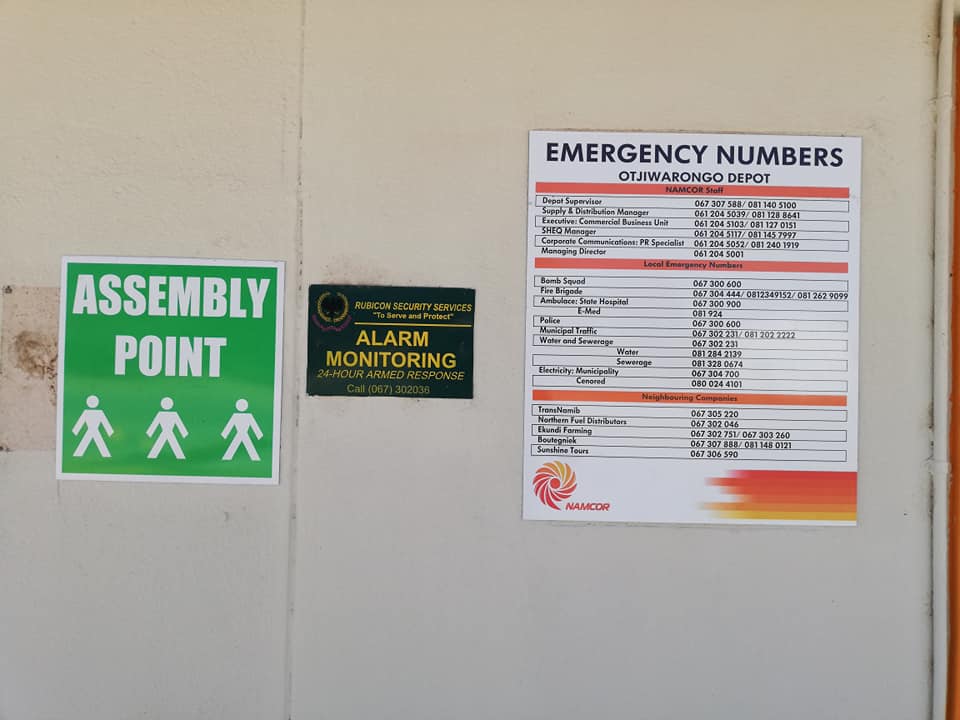 ASSEMBLY
POINT
RUBICON SECURITY SERVICES
"To Serve and Protect"
ALARM
MONITORING
24-HOUR ARMED RESPONSE
Call (067) 302036
EMERGENCY NUMBERS
OTJIWARONGO DEPOT
NAMCOR Staff
Depot Supervisor 067 307 588/ 081 140 5100
Supply & Distribution Manager 061 204 5039/ 081 128 8641
Executive: Commercial Business Unit 061 204 5103/ 081 127 0151
SHEQ Manager 061 204 5117/ 081 145 7997
Corporate Communications: PR Specialist 061 204 5052/ 081 240 1919
Managing Director 061 204 5001
Local Emergency Numbers
Bomb Squad 067 300 600
Fire Brigade 067 304 444/ 0812349152/ 081 262 9099
Ambulace: State Hospital 067 300 900
E-Med 081 924
Police 067 300 600
Municipal Traffic 067 302 231/ 081 202 2222
Water and Sewerage 067 302 231
Water 081 284 2139
Sewerage 081 328 0674
Electricity: Municipality 067 304 700
Cenored 080 024 4101
Neighbouring Companies
TransNamib 067 305 220
Northern Fuel Distributors 067 302 046
Ekundi Farming 067 302 751/ 067 303 260
Boutegniek 067 307 888/ 081 148 0121
Sunshine Tours 067 306 590
NAMCOR